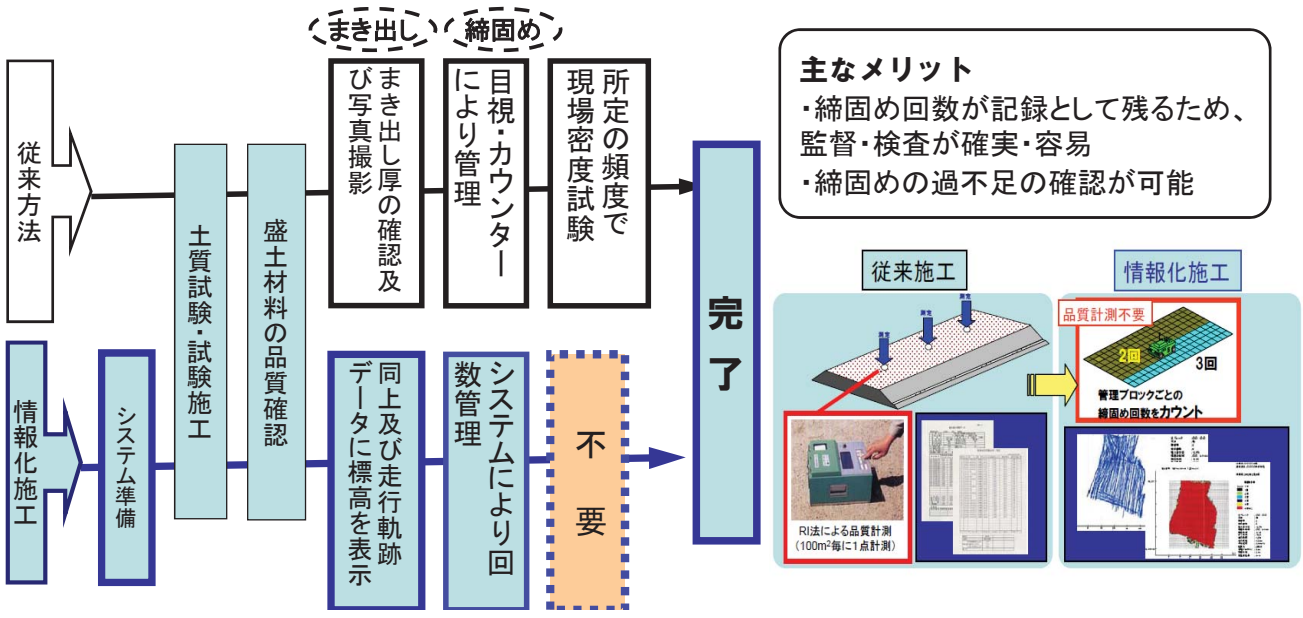 まき出し
締固め
従来方法
土質試験・試験施工
盛土材料の品質確認
まき出し厚の確認及
び写真撮影
目視・カウンター
により管理
所定の頻度で
現場密度試験
完了
情報化施工
システム準備
同上及び走行軌跡
データに標高を表示
システムにより回
数管理
不要
主なメリット
・締固め回数が記録として残るため、
監督・検査が確実・容易
・締固めの過不足の確認が可能
従来施工
測定
測定
測定
RI法による品質計測
(100m²毎に1点計測)
情報化施工
品質計測不要
2回
3回
管理ブロックごとの
締固め回数をカウント